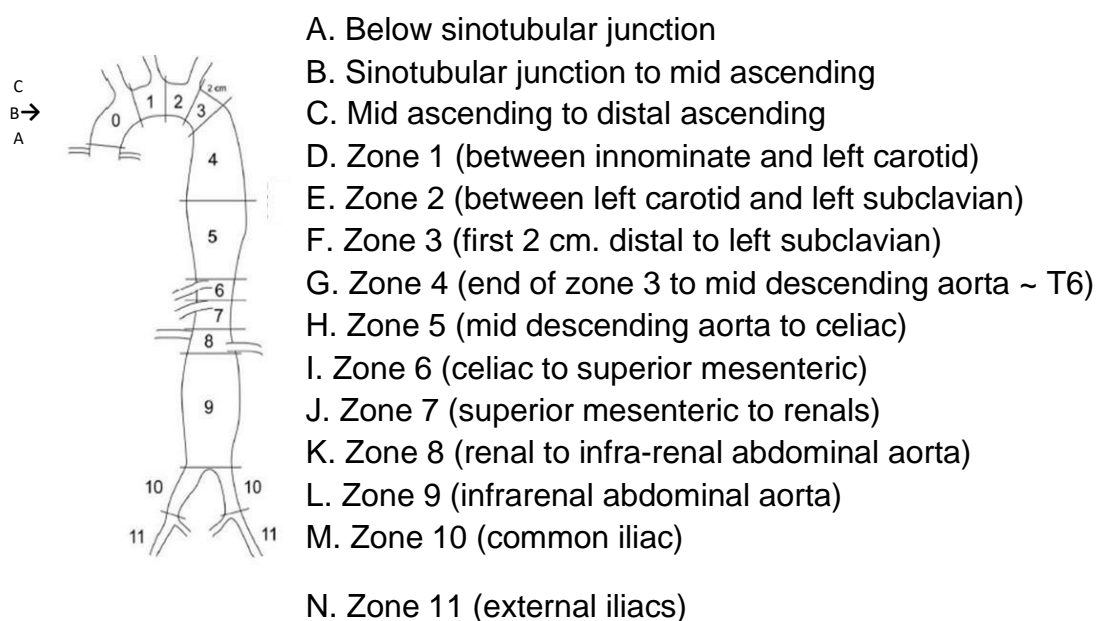 C
B→
A
0
1
2
2 cm
3
4
5
6
7
8
9
10
10
11
11
A. Below sinotubular junction
B. Sinotubular junction to mid ascending
C. Mid ascending to distal ascending
D. Zone 1 (between innominate and left carotid)
E. Zone 2 (between left carotid and left subclavian)
F. Zone 3 (first 2 cm. distal to left subclavian)
G. Zone 4 (end of zone 3 to mid descending aorta ~ T6)
H. Zone 5 (mid descending aorta to celiac)
I. Zone 6 (celiac to superior mesenteric)
J. Zone 7 (superior mesenteric to renals)
K. Zone 8 (renal to infra-renal abdominal aorta)
L. Zone 9 (infrarenal abdominal aorta)
M. Zone 10 (common iliac)
N. Zone 11 (external iliacs)